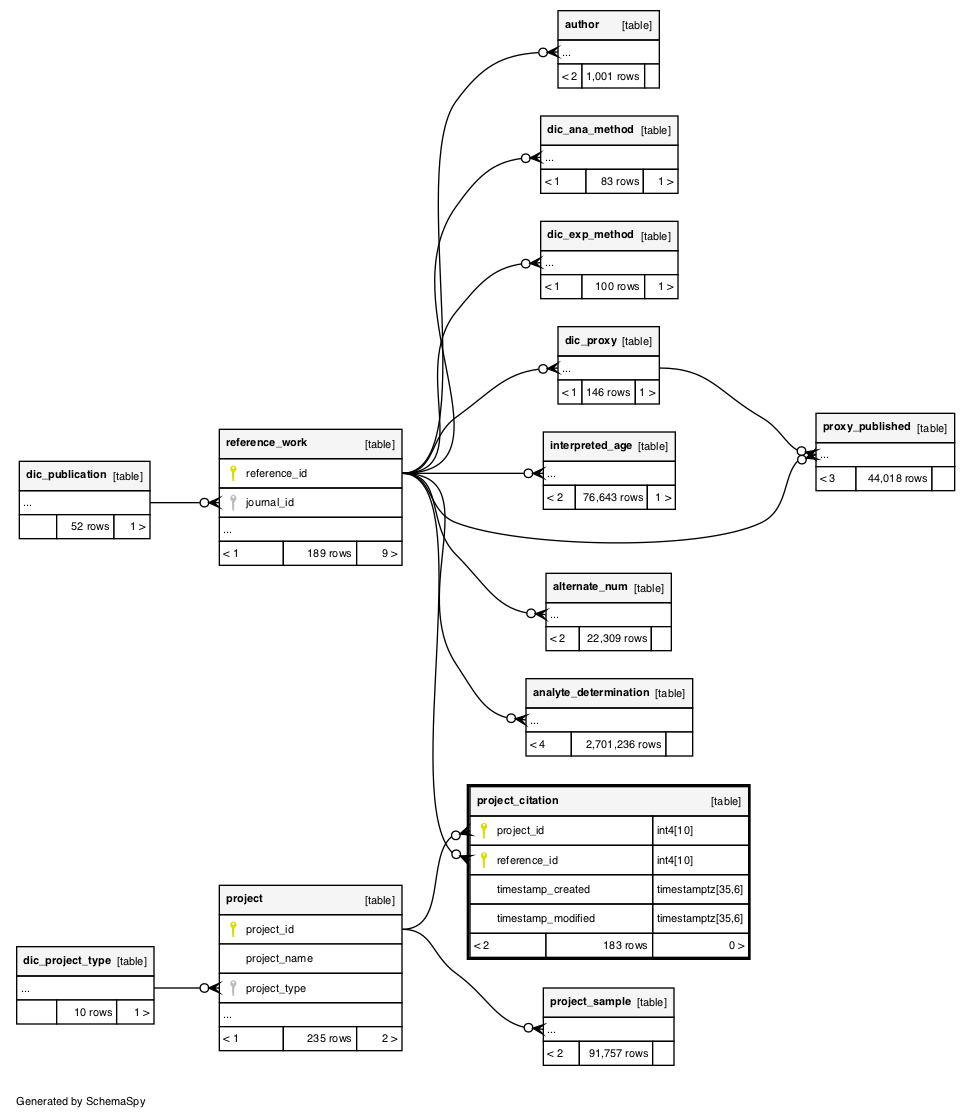 author [table]
...
< 2 1,001 rows
dic_ana_method [table]
...
< 1 83 rows 1 >
dic_exp_method [table]
...
< 1 100 rows 1 >
dic_proxy [table]
...
< 1 146 rows 1 >
proxy_published [table]
...
< 3 44,018 rows
interpreted_age [table]
...
< 2 76,643 rows 1 >
reference_work [table]
reference_id
journal_id
...
< 1 189 rows 9 >
dic_publication [table]
...
52 rows 1 >
alternate_num [table]
...
< 2 22,309 rows
analyte_determination [table]
...
< 4 2,701,236 rows
project_citation [table]
project_id int4[10]
reference_id int4[10]
timestamp_created timestamptz[35,6]
timestamp_modified timestamptz[35,6]
< 2 183 rows 0 >
project [table]
project_id
project_name
project_type
...
< 1 235 rows 2 >
dic_project_type [table]
...
10 rows 1 >
project_sample [table]
...
< 2 91,757 rows
Generated by SchemaSpy